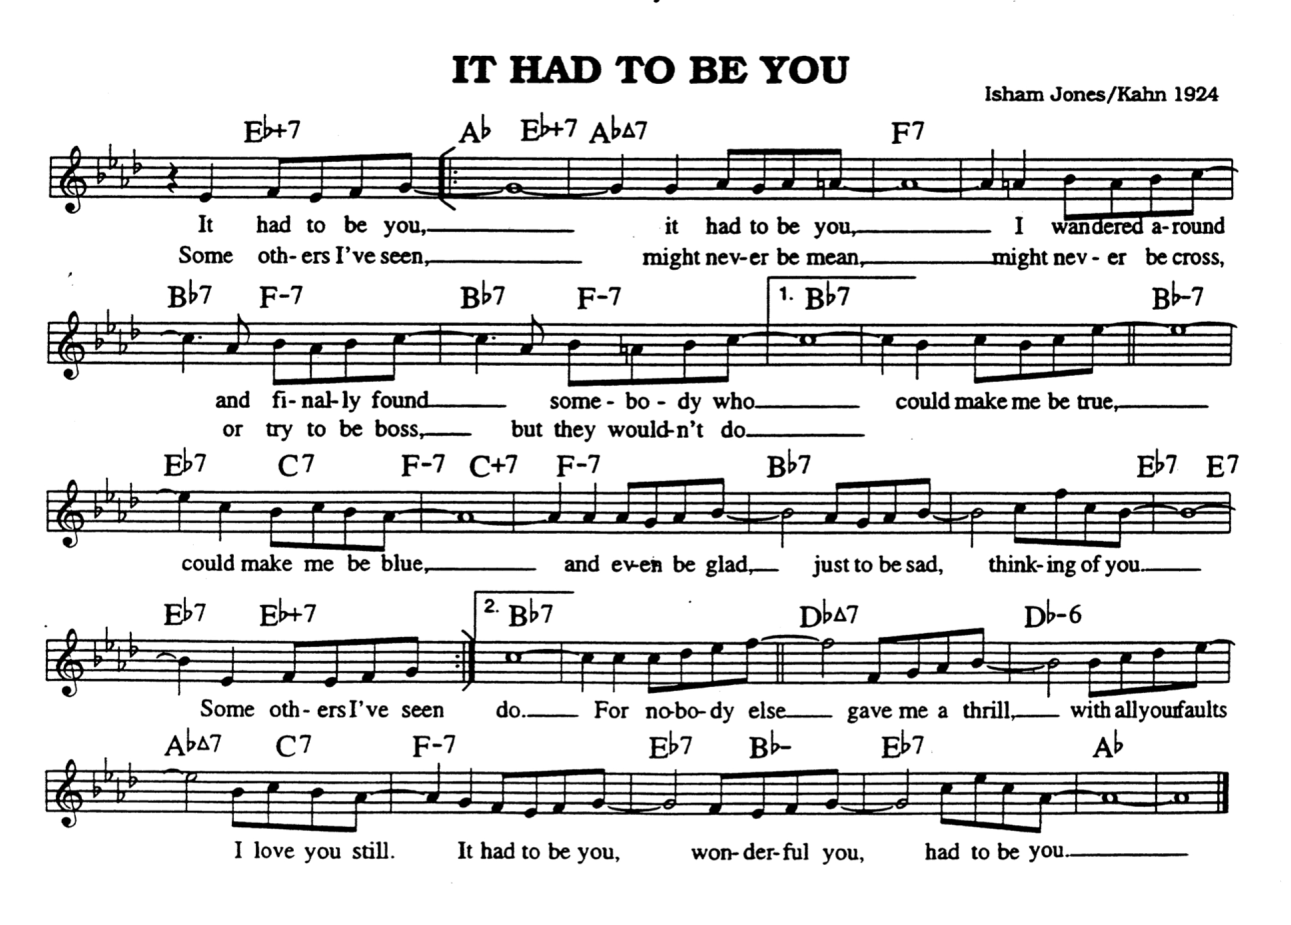 IT HAD TO BE YOU
Isham Jones/Kahn 1924
E♭+7 A♭ E♭+7 A♭Δ7 F7
It had to be you, it had to be you, I wandered a-round
Some oth-ers I've seen, might nev-er be mean, might nev-er be cross,
B♭7 F-7 B♭7 F-7 1. B♭7 B♭-7
and fi-nal-ly found some-bo-dy who could make me be true,
or try to be boss, but they would-n't do
E♭7 C7 F-7 C+7 F-7 B♭7 E♭7 E7
could make me be blue, and ev-en be glad, just to be sad, think-ing of you.
E♭7 E♭+7 2. B♭7 D♭Δ7 D♭-6
Some oth-ers I've seen do. For no-bo-dy else gave me a thrill, with all your faults
A♭Δ7 C7 F-7 E♭7 B♭- E♭7 A♭
I love you still. It had to be you, won-der-ful you, had to be you.